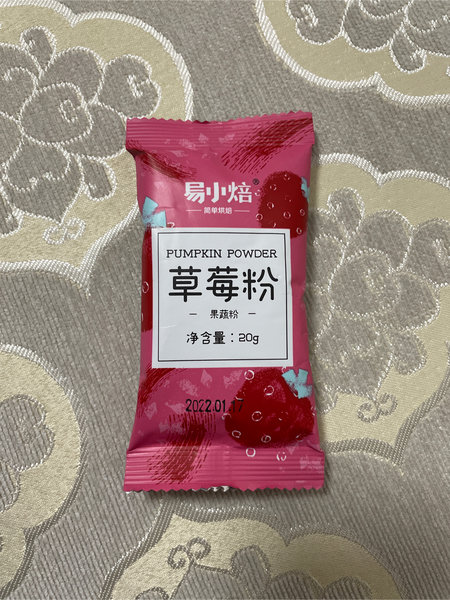 易小焙®
简单烘焙
PUMPKIN POWDER
草莓粉
果蔬粉
净含量：20g
2022.01.17